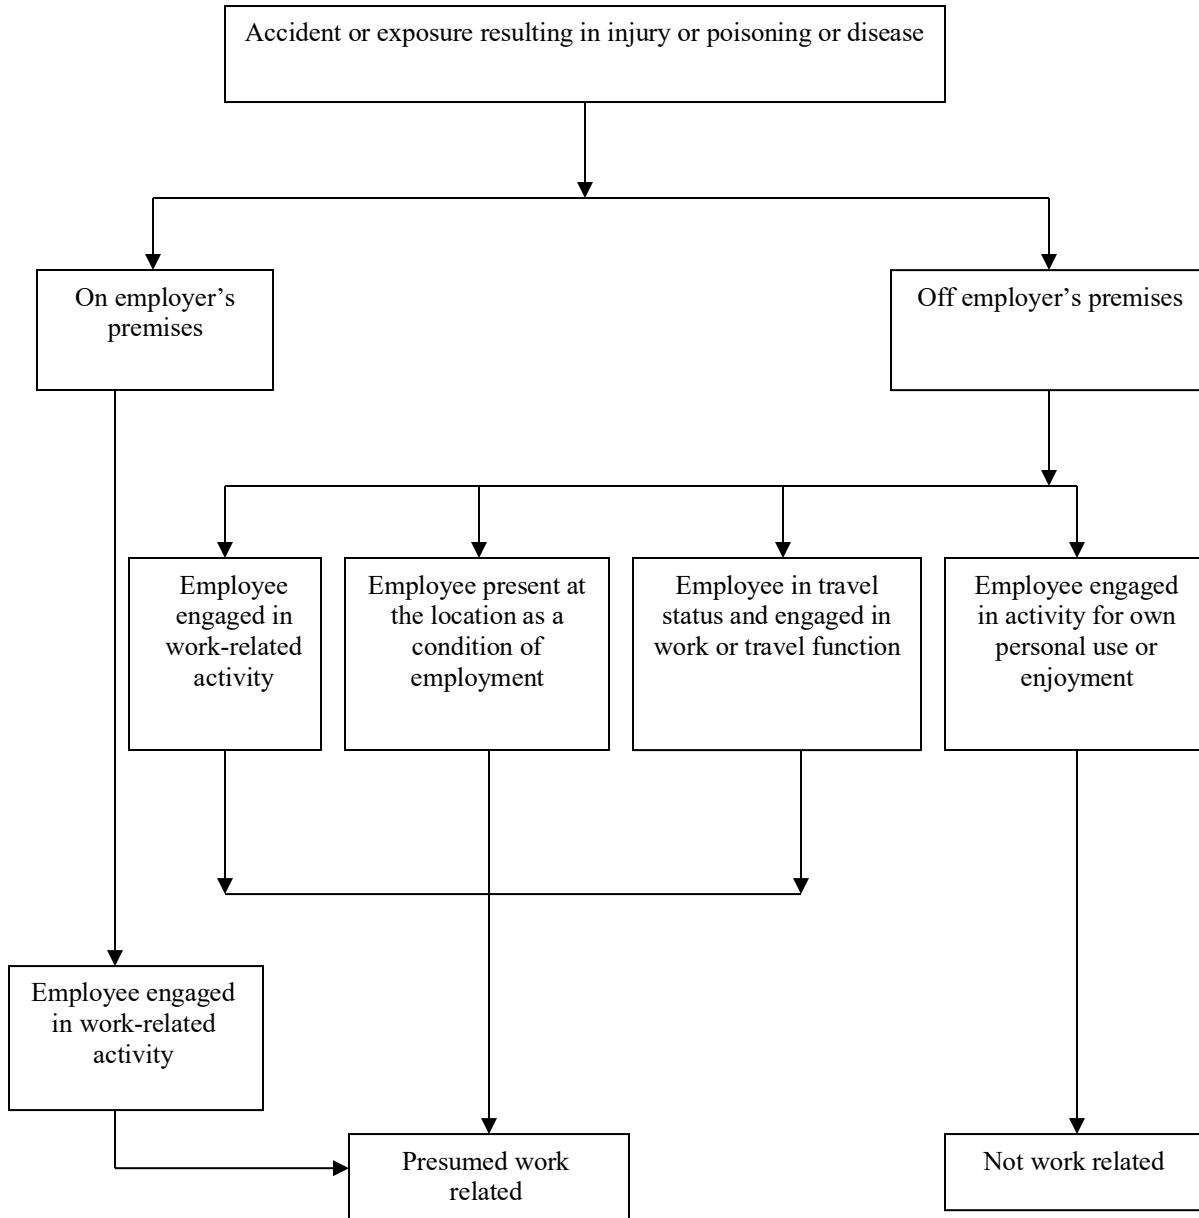 Accident or exposure resulting in injury or poisoning or disease
On employer’s
premises
Off employer’s premises
Employee
engaged in
work-related
activity
Employee present at
the location as a
condition of
employment
Employee in travel
status and engaged in
work or travel function
Employee engaged
in activity for own
personal use or
enjoyment
Employee engaged
in work-related
activity
Presumed work
related
Not work related